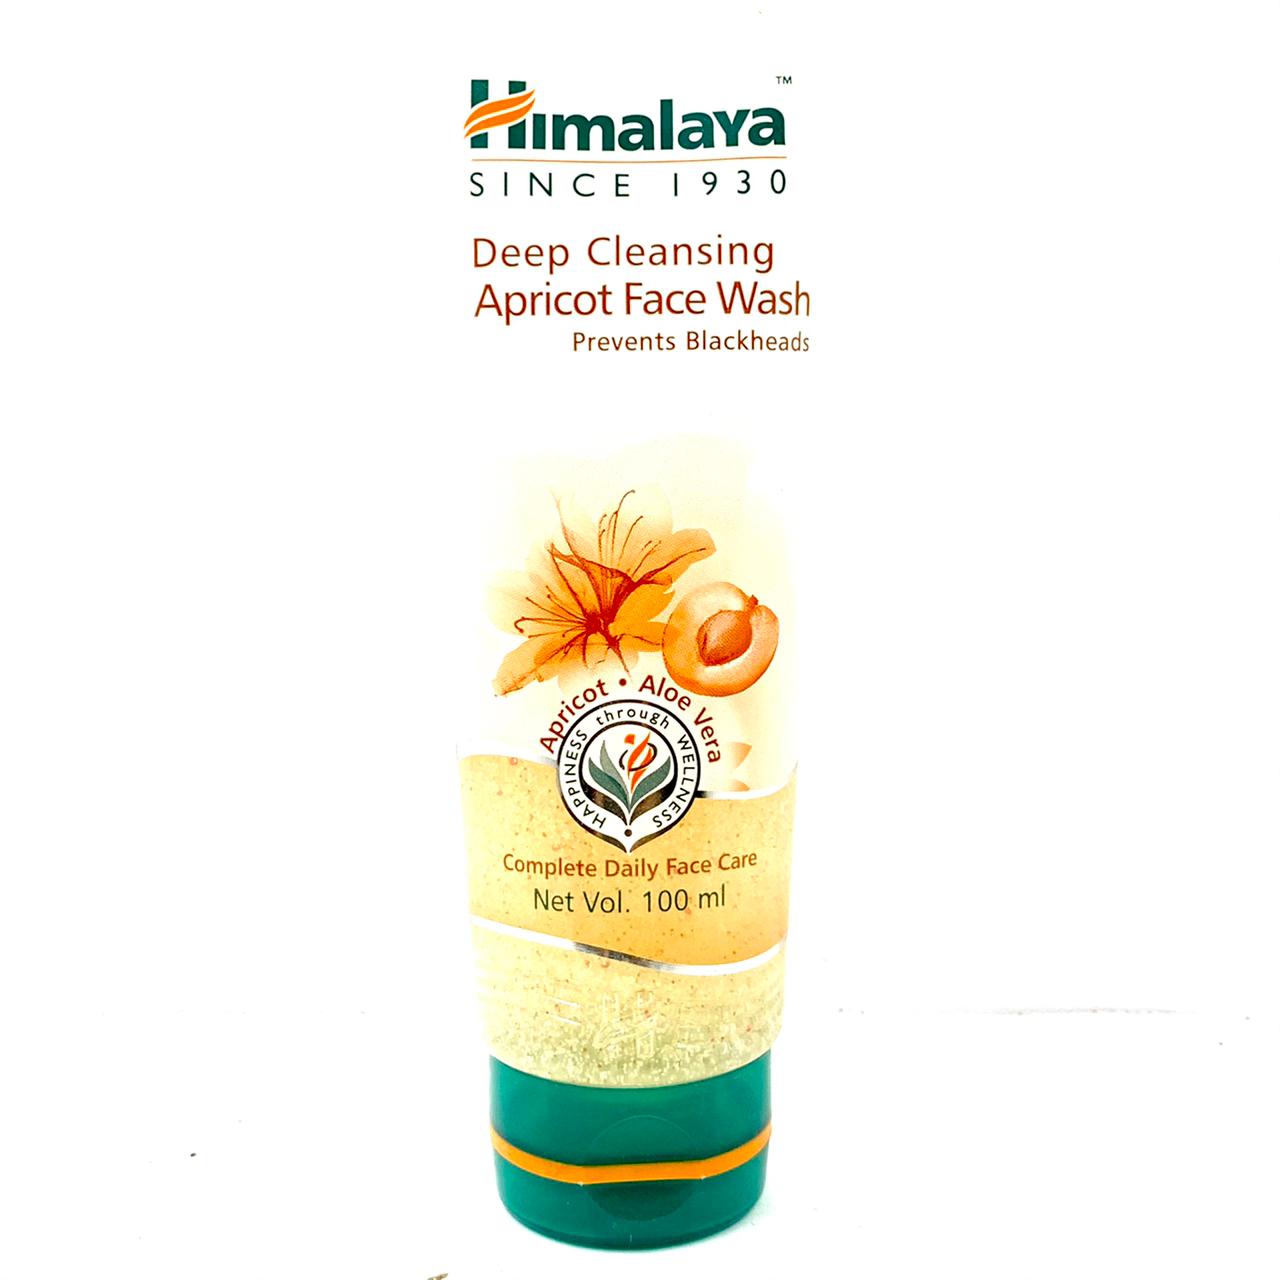 Himalaya™
SINCE 1930
Deep Cleansing
Apricot Face Wash
Prevents Blackheads
Apricot • Aloe Vera
HAPPINESS through WELLNESS
Complete Daily Face Care
Net Vol. 100 ml